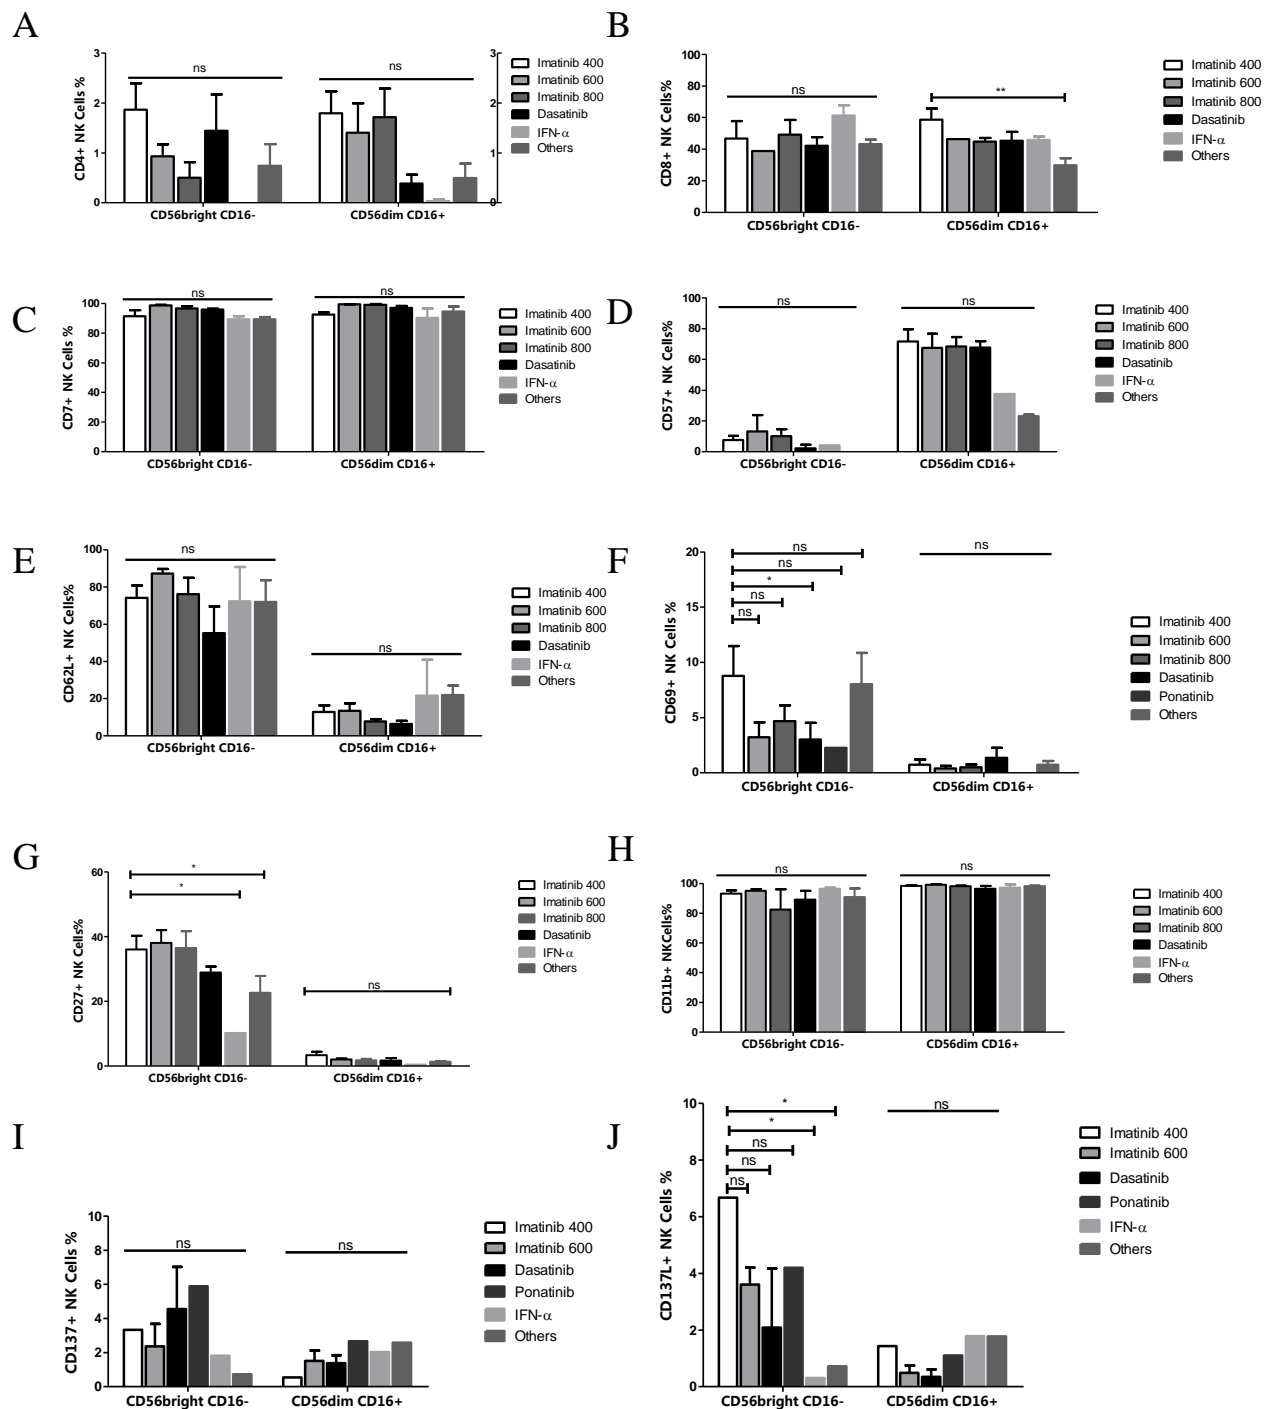 A
CD4+ NK Cells %
3
2
1
0
ns
ns
3
2
1
0
CD56bright CD16-
CD56dim CD16+
Imatinib 400
Imatinib 600
Imatinib 800
Dasatinib
IFN-α
Others
B
CD8+ NK Cells%
100
80
60
40
20
0
ns
**
CD56bright CD16-
CD56dim CD16+
Imatinib 400
Imatinib 600
Imatinib 800
Dasatinib
IFN-α
Others
C
CD7+ NK Cells %
100
80
60
40
20
0
ns
ns
CD56bright CD16-
CD56dim CD16+
Imatinib 400
Imatinib 600
Imatinib 800
Dasatinib
IFN-α
Others
D
CD57+ NK Cells%
100
80
60
40
20
0
ns
ns
CD56bright CD16-
CD56dim CD16+
Imatinib 400
Imatinib 600
Imatinib 800
Dasatinib
IFN-α
Others
E
CD62L+ NK Cells%
100
80
60
40
20
0
ns
ns
CD56bright CD16-
CD56dim CD16+
Imatinib 400
Imatinib 600
Imatinib 800
Dasatinib
IFN-α
Others
F
CD69+ NK Cells %
20
15
10
5
0
ns
ns
*
ns
ns
ns
CD56bright CD16-
CD56dim CD16+
Imatinib 400
Imatinib 600
Imatinib 800
Dasatinib
Ponatinib
Others
G
CD27+ NK Cells%
60
40
20
0
*
*
ns
CD56bright CD16-
CD56dim CD16+
Imatinib 400
Imatinib 600
Imatinib 800
Dasatinib
IFN-α
Others
H
CD11b+ NKCells%
100
80
60
40
20
0
ns
ns
CD56bright CD16-
CD56dim CD16+
Imatinib 400
Imatinib 600
Imatinib 800
Dasatinib
IFN-α
Others
I
CD137+ NK Cells %
10
8
6
4
2
0
ns
ns
CD56bright CD16-
CD56dim CD16+
Imatinib 400
Imatinib 600
Dasatinib
Ponatinib
IFN-α
Others
J
CD137L+ NK Cells %
10
8
6
4
2
0
*
*
ns
ns
ns
ns
CD56bright CD16-
CD56dim CD16+
Imatinib 400
Imatinib 600
Dasatinib
Ponatinib
IFN-α
Others